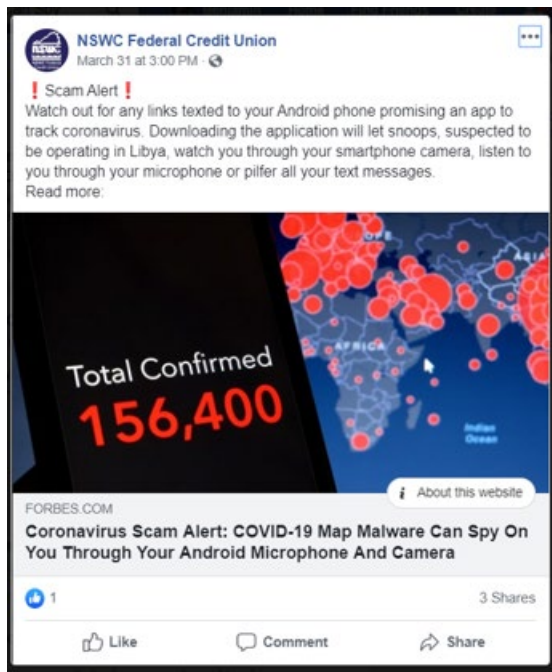 NSWC
NSWC Federal Credit Union
March 31 at 3:00 PM ·
❗ Scam Alert ❗
Watch out for any links texted to your Android phone promising an app to
track coronavirus. Downloading the application will let snoops, suspected to
be operating in Libya, watch you through your smartphone camera, listen to
you through your microphone or pilfer all your text messages.
Read more:
Total Confirmed
156,400
OPE
ASIA
AFRICA
Indian
Ocean
i About this website
FORBES.COM
Coronavirus Scam Alert: COVID-19 Map Malware Can Spy On
You Through Your Android Microphone And Camera
1
3 Shares
Like
Comment
Share